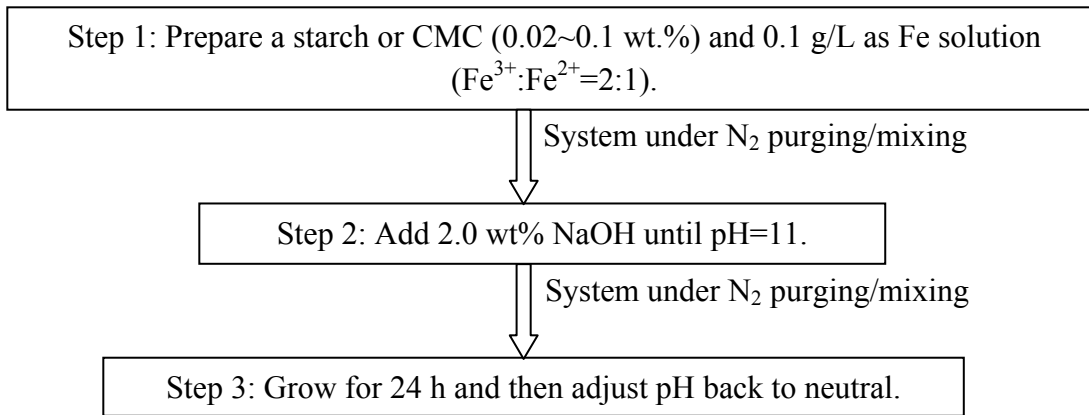 Step 1: Prepare a starch or CMC (0.02~0.1 wt.%) and 0.1 g/L as Fe solution
(Fe³⁺:Fe²⁺=2:1).
System under N₂ purging/mixing
Step 2: Add 2.0 wt% NaOH until pH=11.
System under N₂ purging/mixing
Step 3: Grow for 24 h and then adjust pH back to neutral.